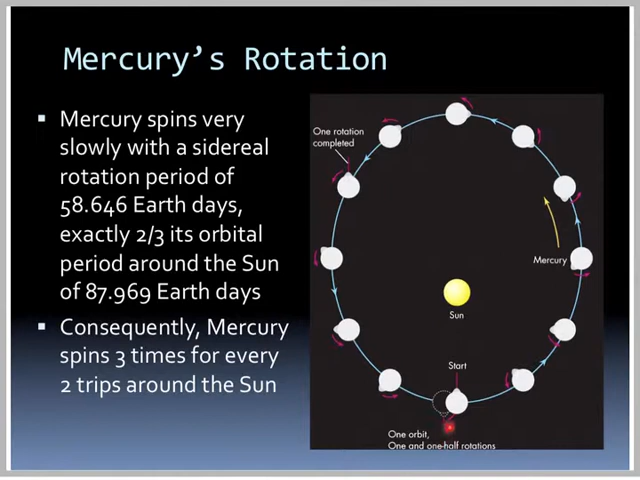 Mercury's Rotation
Mercury spins very
slowly with a sidereal
rotation period of
58.646 Earth days,
exactly 2/3 its orbital
period around the Sun
of 87.969 Earth days
Consequently, Mercury
spins 3 times for every
2 trips around the Sun
One rotation
completed
Mercury
Sun
Start
One orbit,
One and one-half rotations